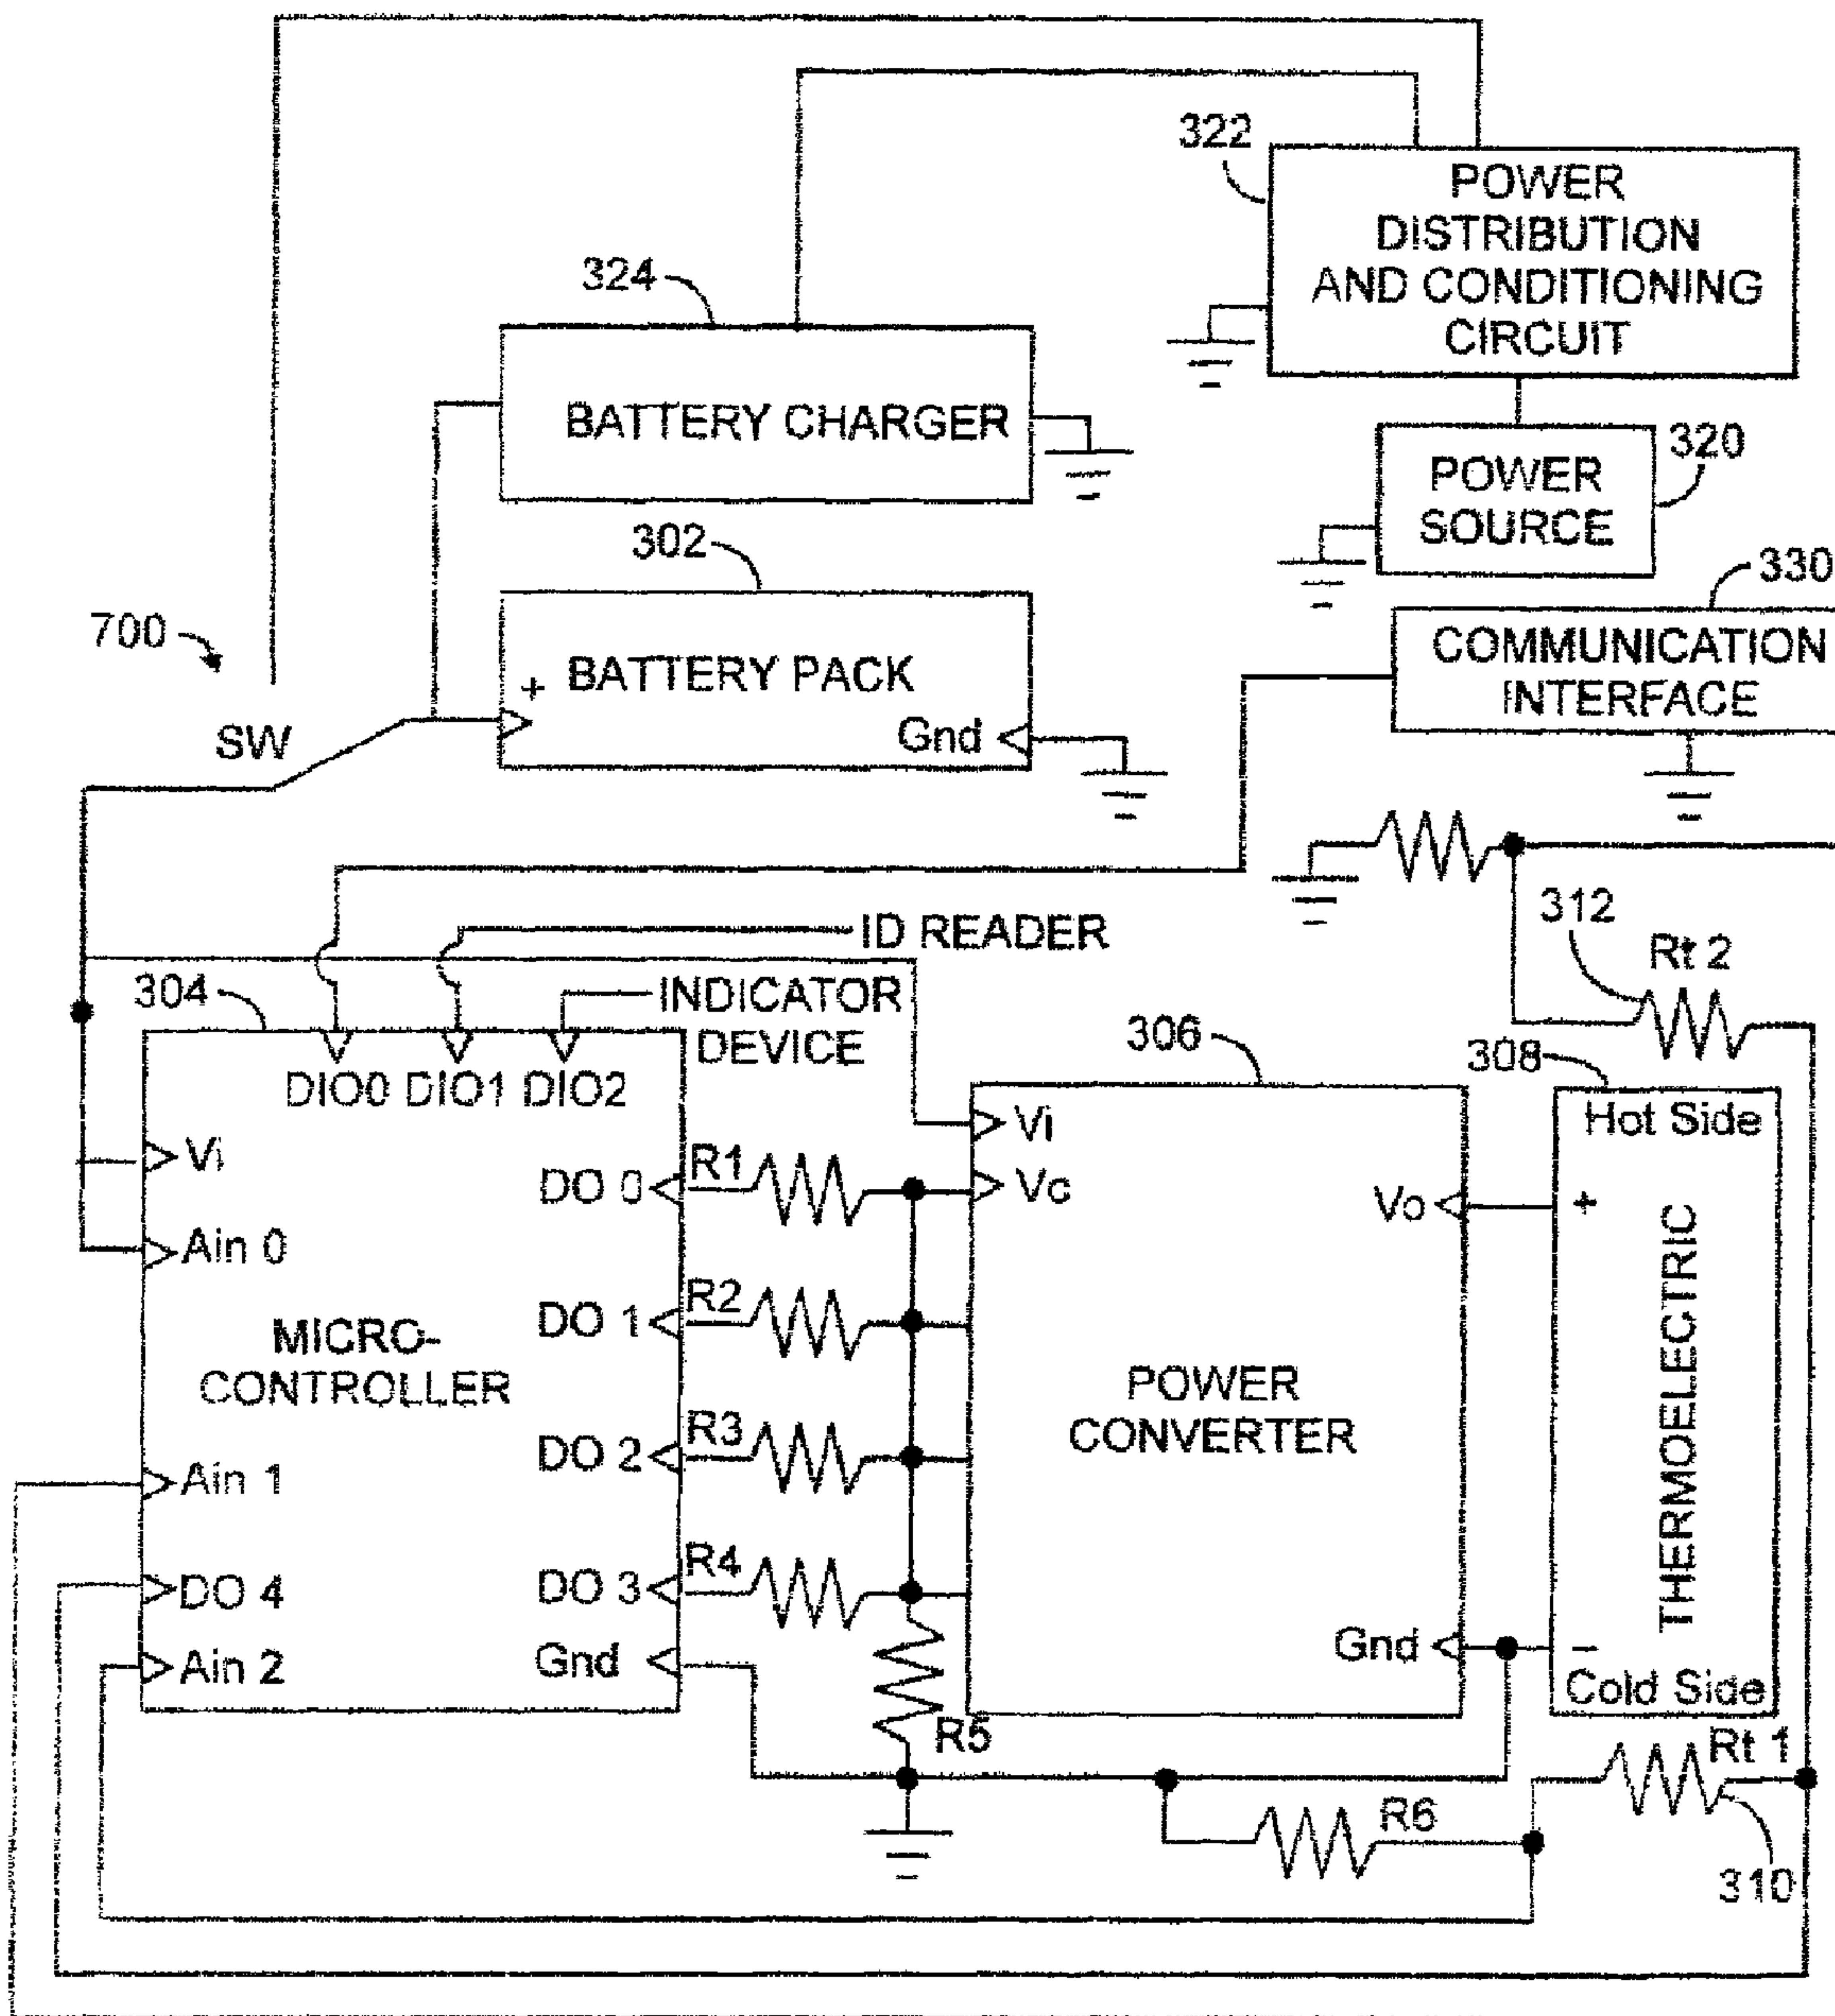 322
POWER
DISTRIBUTION
AND CONDITIONING
CIRCUIT
324
BATTERY CHARGER
320
POWER
SOURCE
302
330
700
+ BATTERY PACK
Gnd
COMMUNICATION
INTERFACE
SW
312
Rt 2
ID READER
304
INDICATOR
DEVICE
306
308
DIO0 DIO1 DIO2
Hot Side
Vi
Vi
DO 0
R1
Vc
Vo
+
Ain 0
DO 1
R2
MICRO-
CONTROLLER
POWER
CONVERTER
THERMOELECTRIC
DO 2
R3
Ain 1
DO 3
R4
DO 4
Gnd
Gnd
-
Ain 2
Cold Side
R5
Rt 1
R6
310